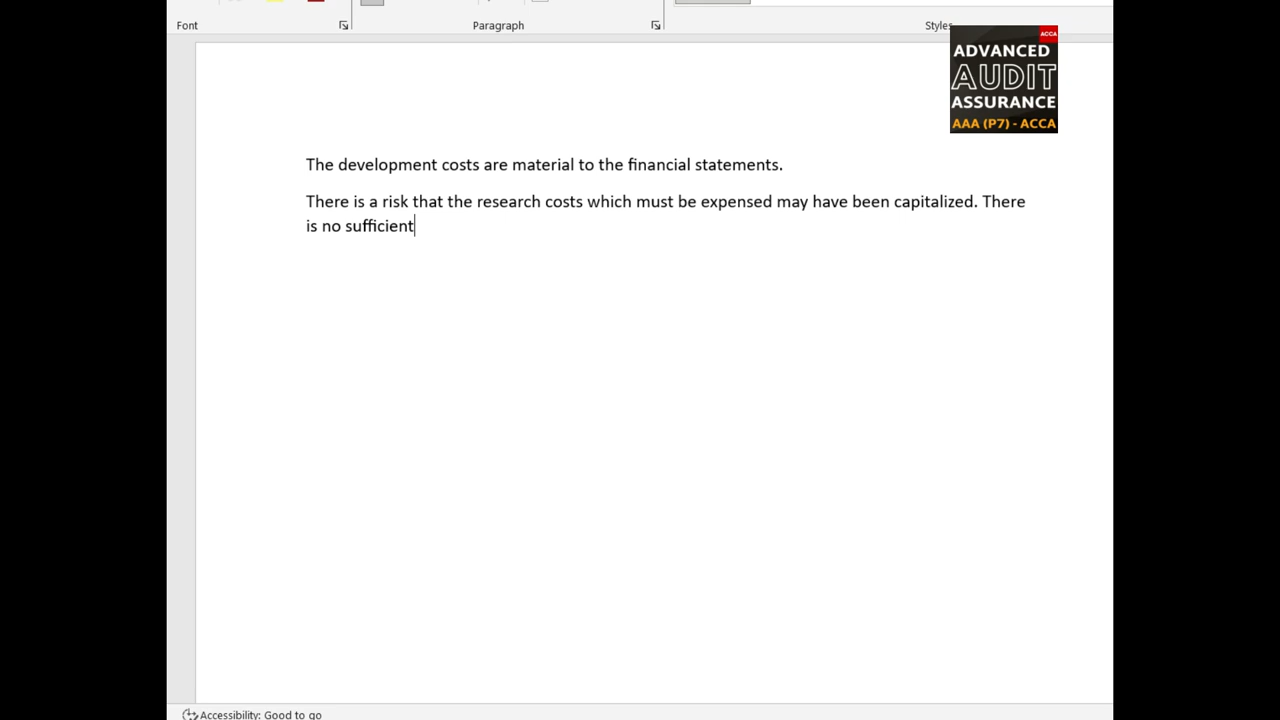 Font
Paragraph
Styles
ACCA
ADVANCED
AUDIT
ASSURANCE
AAA (P7) - ACCA
The development costs are material to the financial statements.
There is a risk that the research costs which must be expensed may have been capitalized. There
is no sufficient
Accessibility: Good to go